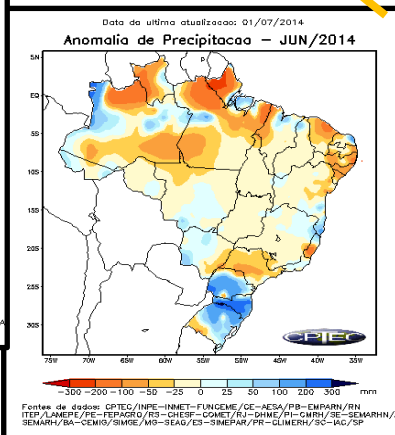 Data da ultima atualizacao: 01/07/2014
Anomalia de Precipitacao – JUN/2014
5N
EQ
5S
10S
15S
20S
25S
30S
75W 70W 65W 60W 55W 50W 45W 40W 35W
CPTEC
-300 -200 -100 -50 -25 25 50 100 200 300 mm
Fontes de dados: CPTEC/INPE-INMET-FUNCEME/CE-AESA/PB-EMPARN/RN
ITEP/LAMEPE/PE-FEPAGRO/RS-CHESF-COMET/RJ-DHME/PI-CMRH/SE-SEMARHN/
SEMARH/BA-CEMIG/SIMGE/MG-SEAG/ES-SIMEPAR/PR-CLIMERH/SC-IAC/SP